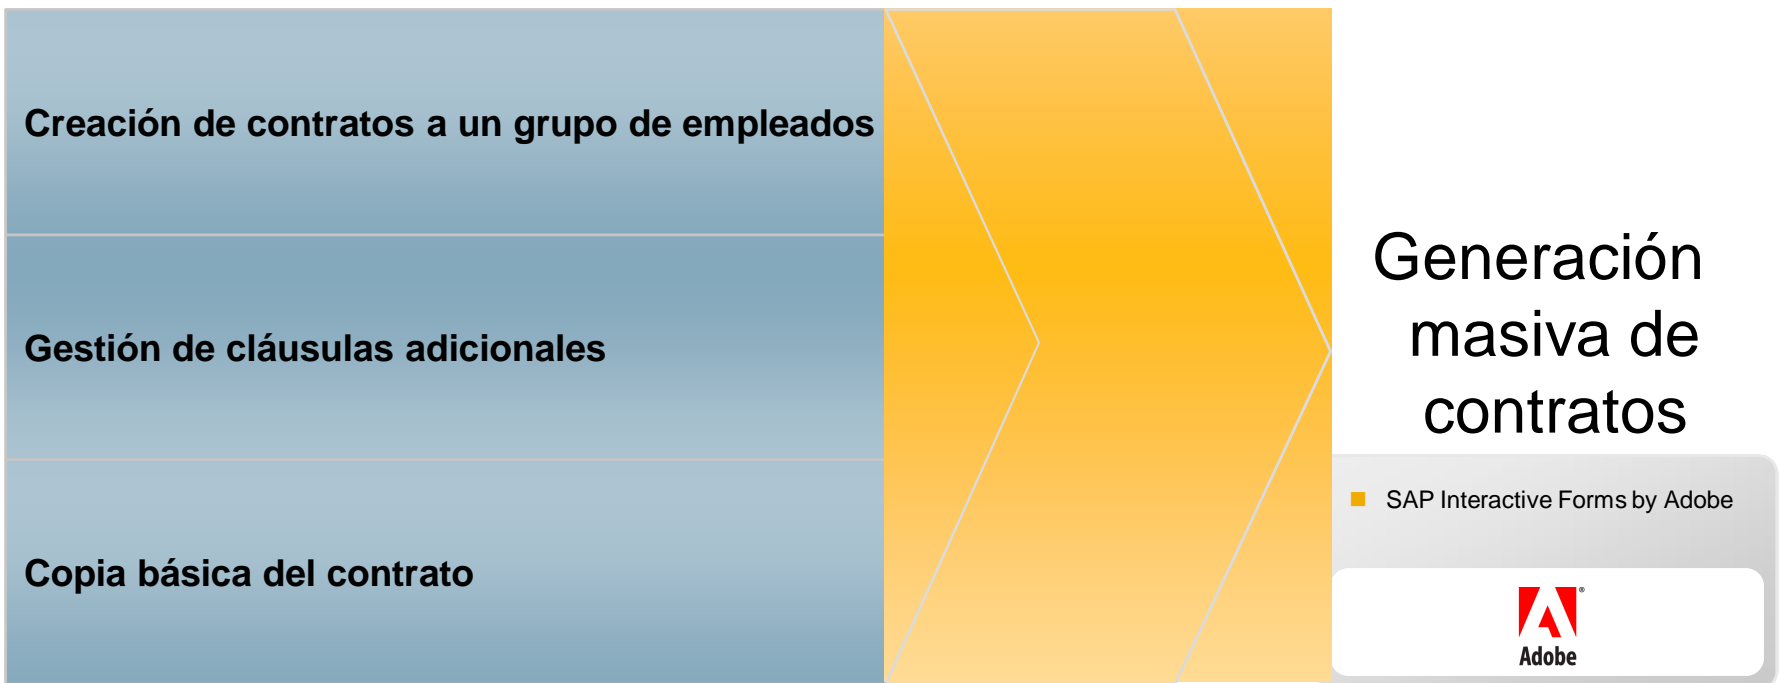 Creación de contratos a un grupo de empleados
Gestión de cláusulas adicionales
Copia básica del contrato
Generación
masiva de
contratos
SAP Interactive Forms by Adobe
®
Adobe